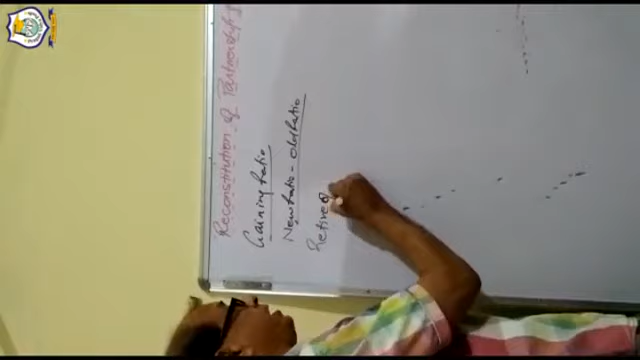 Reconstitution of Partnership
Gaining Ratio
New Ratio - Old Ratio
Retire